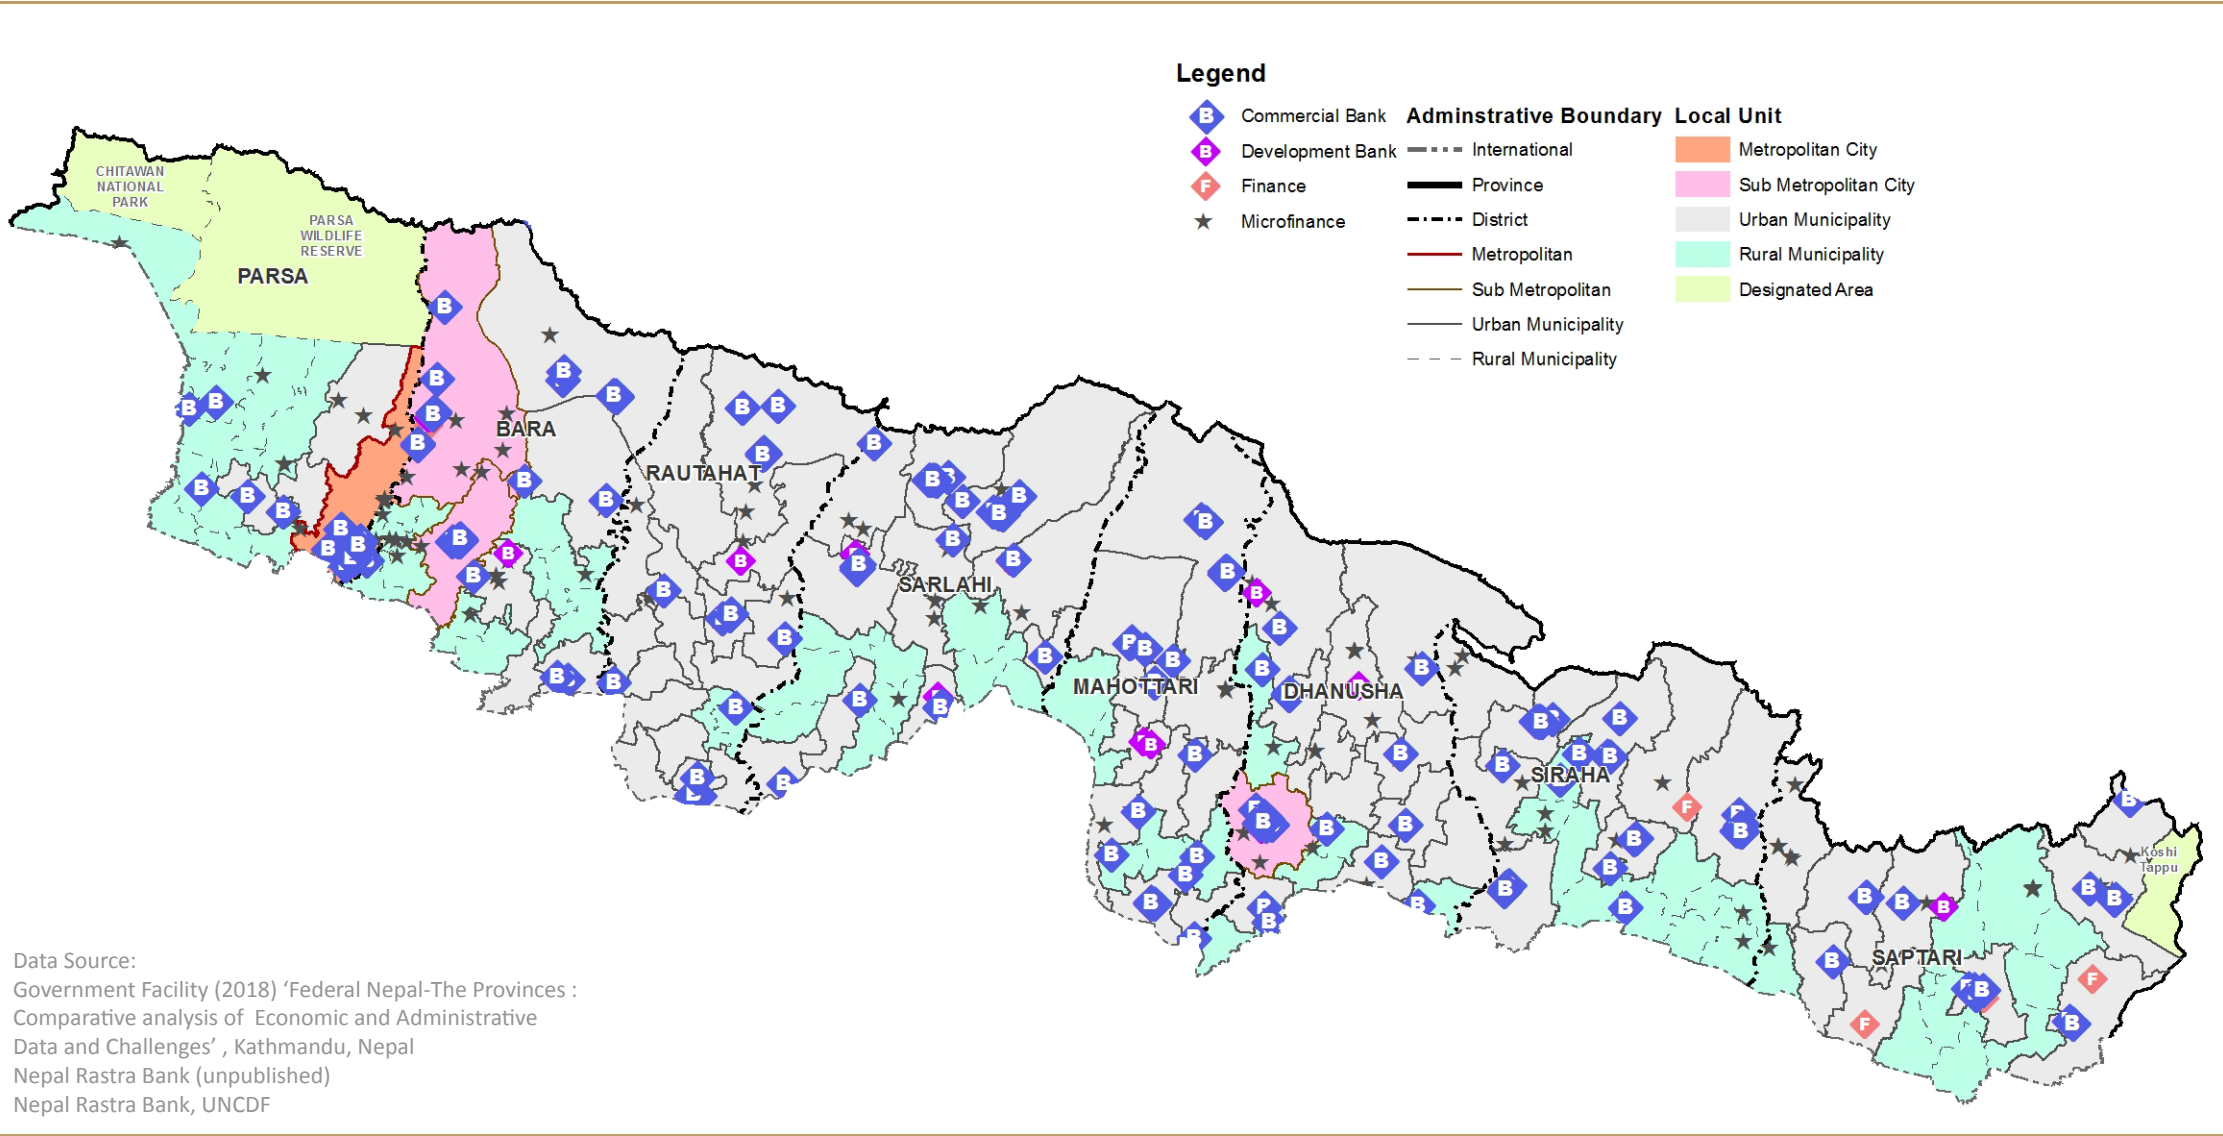 Legend
Commercial Bank
Development Bank
Finance
Microfinance
Adminstrative Boundary
International
Province
District
Metropolitan
Sub Metropolitan
Urban Municipality
Rural Municipality
Local Unit
Metropolitan City
Sub Metropolitan City
Urban Municipality
Rural Municipality
Designated Area
CHITAWAN
NATIONAL
PARK
PARSA
WILDLIFE
RESERVE
PARSA
BARA
RAUTAHAT
SARLAHI
MAHOTTARI
DHANUSHA
SIRAHA
SAPTARI
Koshi
Tappu
Data Source:
Government Facility (2018) ‘Federal Nepal-The Provinces :
Comparative analysis of Economic and Administrative
Data and Challenges’ , Kathmandu, Nepal
Nepal Rastra Bank (unpublished)
Nepal Rastra Bank, UNCDF